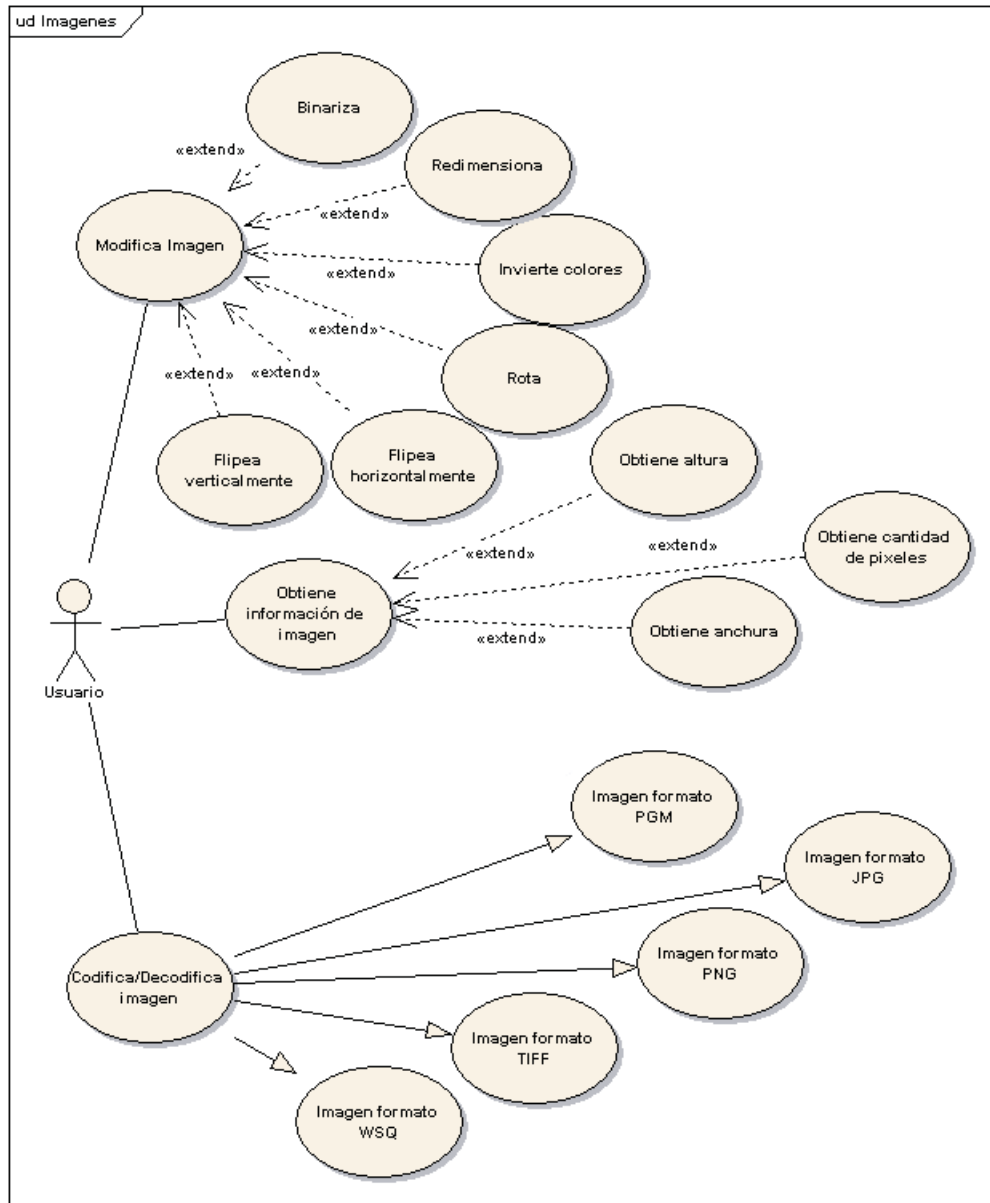 ud Imagenes
Binariza
«extend»
Redimensiona
«extend»
Modifica Imagen
«extend»
Invierte colores
«extend»
Rota
«extend»
«extend»
Flipea
verticalmente
Flipea
horizontalmente
Obtiene altura
Obtiene cantidad
de pixeles
«extend»
«extend»
Obtiene
información de
imagen
«extend»
Obtiene anchura
Usuario
Imagen formato
PGM
Imagen formato
JPG
Imagen formato
PNG
Codifica/Decodifica
imagen
Imagen formato
TIFF
Imagen formato
WSQ